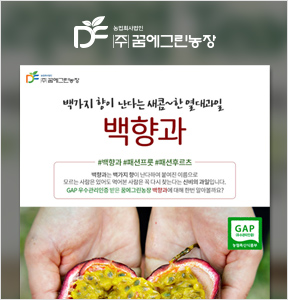 농업회사법인
(주)꿈에그린농장
(주)꿈에그린농장
백가지 향이 난다는 새콤~한 열대과일
백향과
#백향과 #패션프룻 #패션후르츠
백향과는 백가지 향이 난다하여 붙여진 이름으로
모르는 사람은 있어도 먹어본 사람은 꼭 다시 찾는다는 신비의 과일입니다.
GAP 우수관리인증 받은 꿈에그린농장 백향과에 대해 한번 알아볼까요?
GAP
(우수관리인증)
농림축산식품부